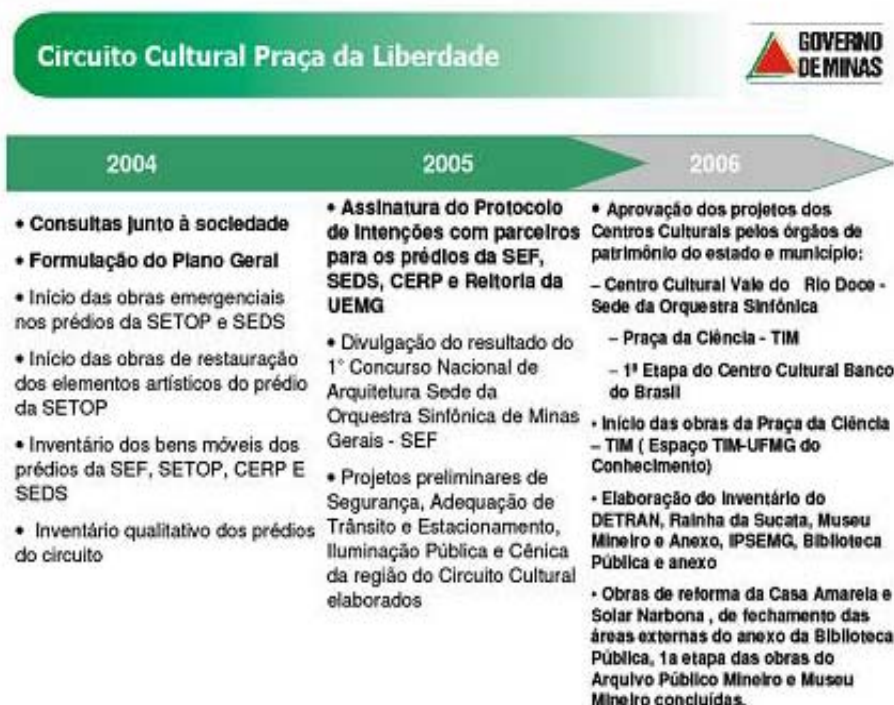 Circuito Cultural Praça da Liberdade
GOVERNO
DE MINAS
2004
2005
2006
• Consultas junto à sociedade
• Formulação do Plano Geral
• Início das obras emergenciais
nos prédios da SETOP e SEDS
• Início das obras de restauração
dos elementos artísticos do prédio
da SETOP
• Inventário dos bens móveis dos
prédios da SEF, SETOP, CERP E
SEDS
• Inventário qualitativo dos prédios
do circuito
• Assinatura do Protocolo
de Intenções com parceiros
para os prédios da SEF,
SEDS, CERP e Reitoria da
UEMG
• Divulgação do resultado do
1° Concurso Nacional de
Arquitetura Sede da
Orquestra Sinfônica de Minas
Gerais - SEF
• Projetos preliminares de
Segurança, Adequação de
Trânsito e Estacionamento,
Iluminação Pública e Cênica
da região do Circuito Cultural
elaborados
• Aprovação dos projetos dos
Centros Culturais pelos órgãos de
patrimônio do estado e município:
– Centro Cultural Vale do Rio Doce -
Sede da Orquestra Sinfônica
– Praça da Ciência - TIM
– 1ª Etapa do Centro Cultural Banco
do Brasil
• Início das obras da Praça da Ciência
– TIM ( Espaço TIM-UFMG do
Conhecimento)
• Elaboração do Inventário do
DETRAN, Rainha da Sucata, Museu
Mineiro e Anexo, IPSEMG, Biblioteca
Pública e anexo
• Obras de reforma da Casa Amarela e
Solar Narbona , de fechamento das
áreas externas do anexo da Biblioteca
Pública, 1a etapa das obras do
Arquivo Público Mineiro e Museu
Mineiro concluídas.